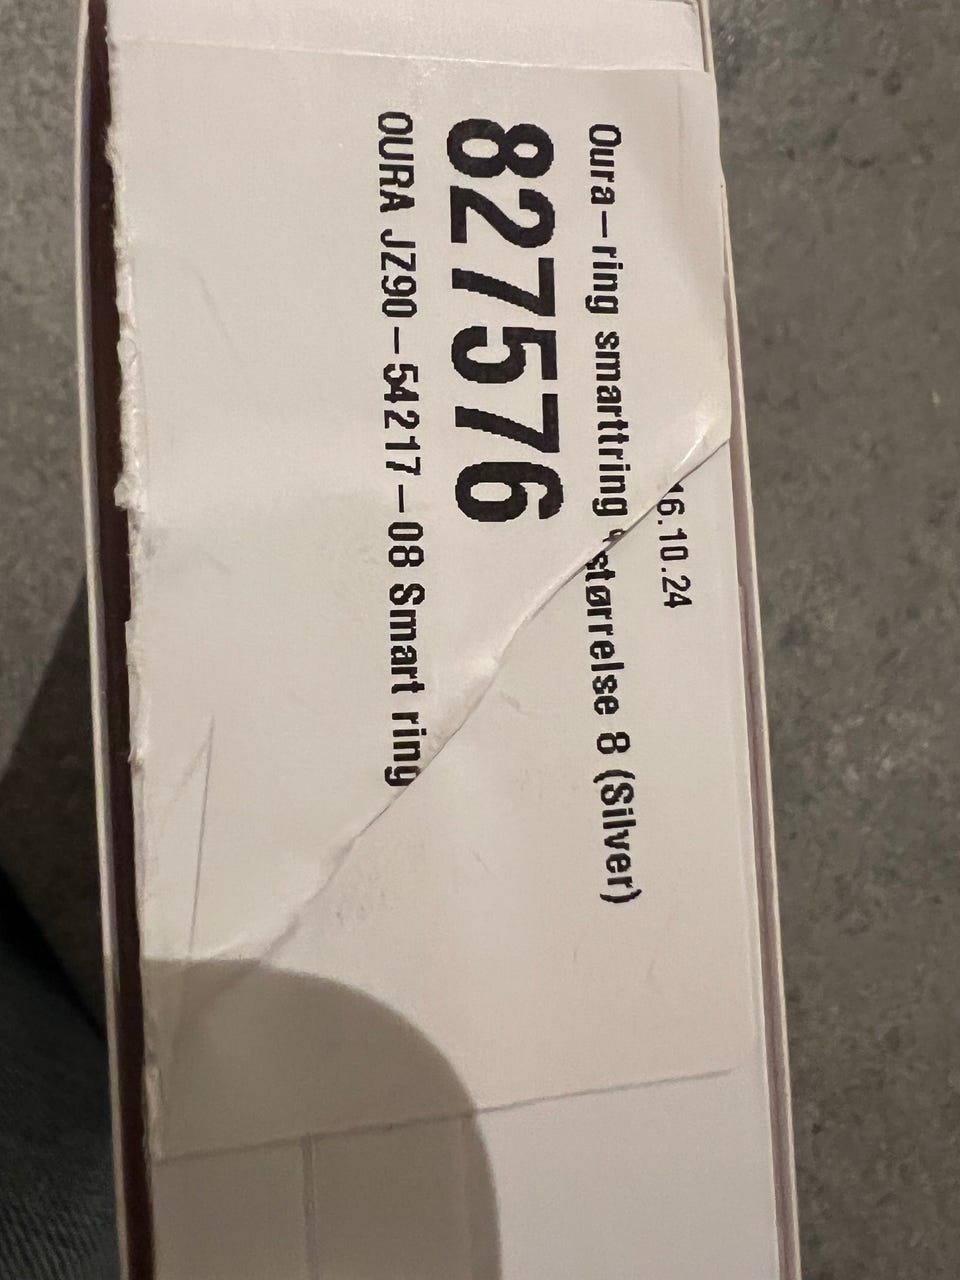 16.10.24
Oura-ring smarttring størrelse 8 (Silver)
827576
OURA JZ90-54217-08 Smart ring